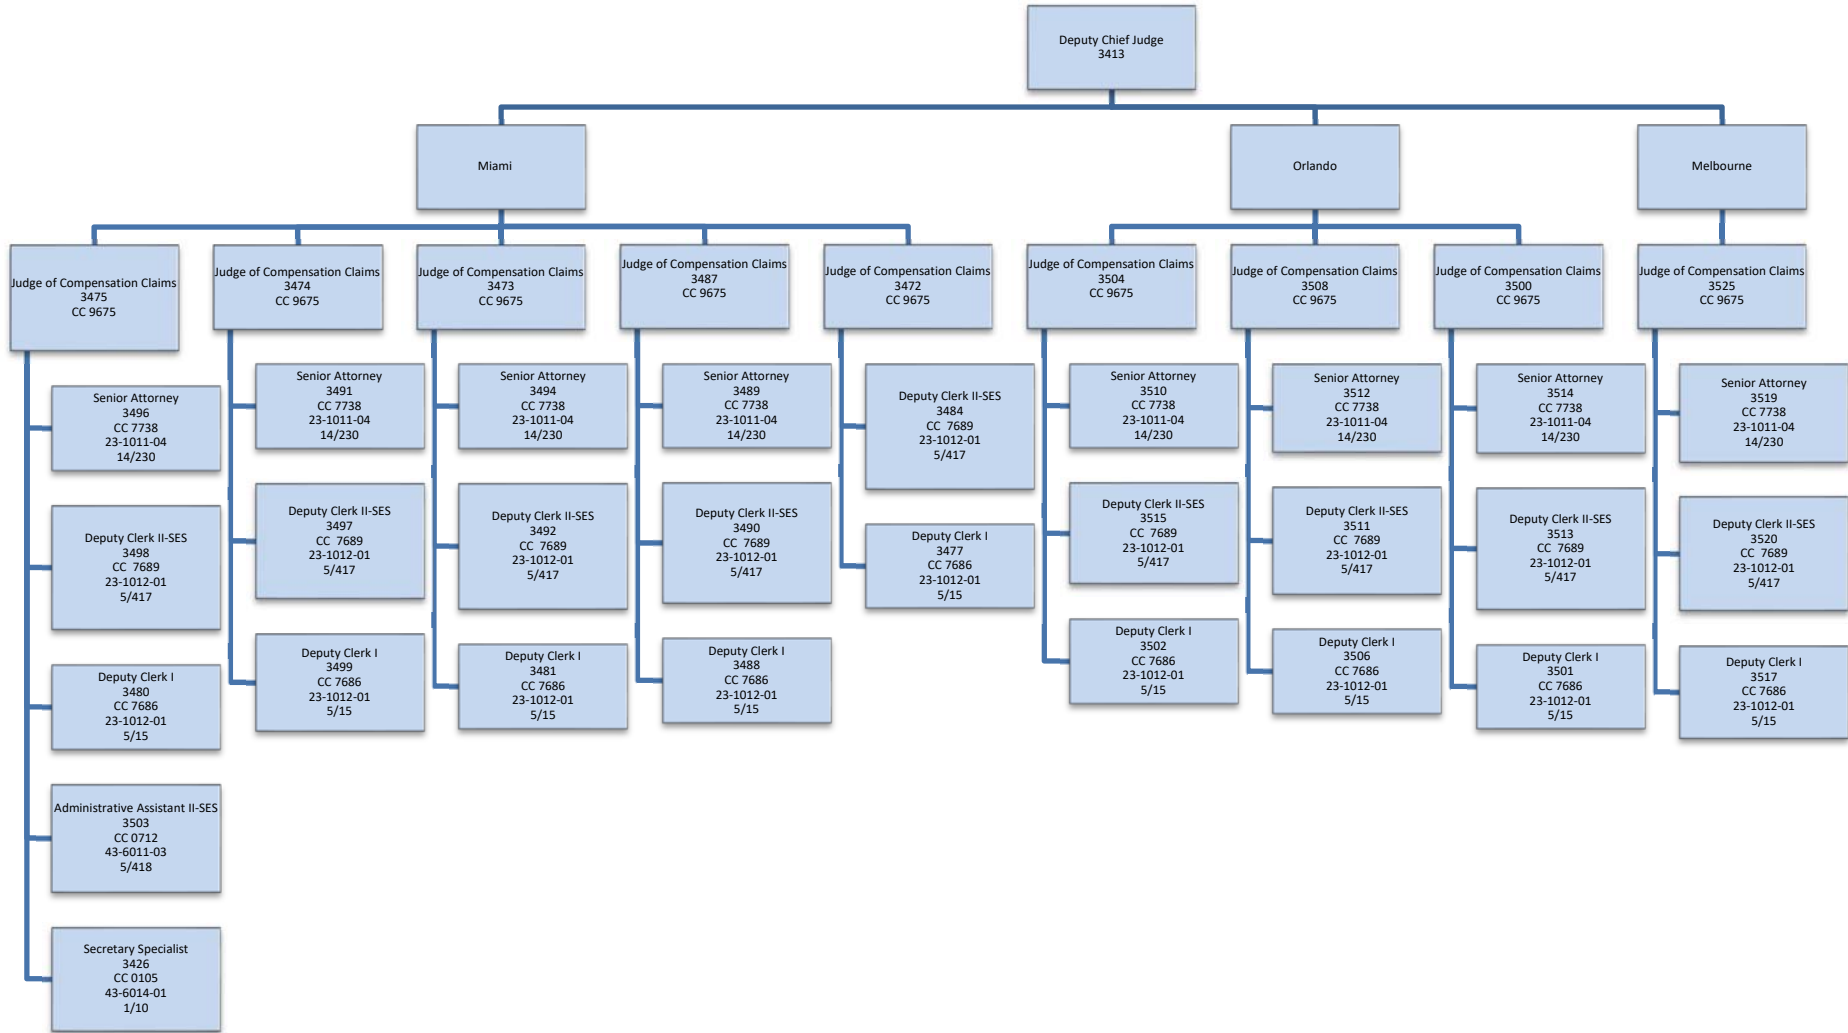 Deputy Chief Judge
3413
Miami
Orlando
Melbourne
Judge of Compensation Claims
3475
CC 9675
Judge of Compensation Claims
3474
CC 9675
Judge of Compensation Claims
3473
CC 9675
Judge of Compensation Claims
3487
CC 9675
Judge of Compensation Claims
3472
CC 9675
Judge of Compensation Claims
3504
CC 9675
Judge of Compensation Claims
3508
CC 9675
Judge of Compensation Claims
3500
CC 9675
Judge of Compensation Claims
3525
CC 9675
Senior Attorney
3496
CC 7738
23-1011-04
14/230
Senior Attorney
3491
CC 7738
23-1011-04
14/230
Senior Attorney
3494
CC 7738
23-1011-04
14/230
Senior Attorney
3489
CC 7738
23-1011-04
14/230
Deputy Clerk II-SES
3484
CC 7689
23-1012-01
5/417
Senior Attorney
3510
CC 7738
23-1011-04
14/230
Senior Attorney
3512
CC 7738
23-1011-04
14/230
Senior Attorney
3514
CC 7738
23-1011-04
14/230
Senior Attorney
3519
CC 7738
23-1011-04
14/230
Deputy Clerk II-SES
3498
CC 7689
23-1012-01
5/417
Deputy Clerk II-SES
3497
CC 7689
23-1012-01
5/417
Deputy Clerk II-SES
3492
CC 7689
23-1012-01
5/417
Deputy Clerk II-SES
3490
CC 7689
23-1012-01
5/417
Deputy Clerk I
3477
CC 7686
23-1012-01
5/15
Deputy Clerk II-SES
3515
CC 7689
23-1012-01
5/417
Deputy Clerk II-SES
3511
CC 7689
23-1012-01
5/417
Deputy Clerk II-SES
3513
CC 7689
23-1012-01
5/417
Deputy Clerk II-SES
3520
CC 7689
23-1012-01
5/417
Deputy Clerk I
3480
CC 7686
23-1012-01
5/15
Deputy Clerk I
3499
CC 7686
23-1012-01
5/15
Deputy Clerk I
3481
CC 7686
23-1012-01
5/15
Deputy Clerk I
3488
CC 7686
23-1012-01
5/15
Deputy Clerk I
3502
CC 7686
23-1012-01
5/15
Deputy Clerk I
3506
CC 7686
23-1012-01
5/15
Deputy Clerk I
3501
CC 7686
23-1012-01
5/15
Deputy Clerk I
3517
CC 7686
23-1012-01
5/15
Administrative Assistant II-SES
3503
CC 0712
43-6011-03
5/418
Secretary Specialist
3426
CC 0105
43-6014-01
1/10